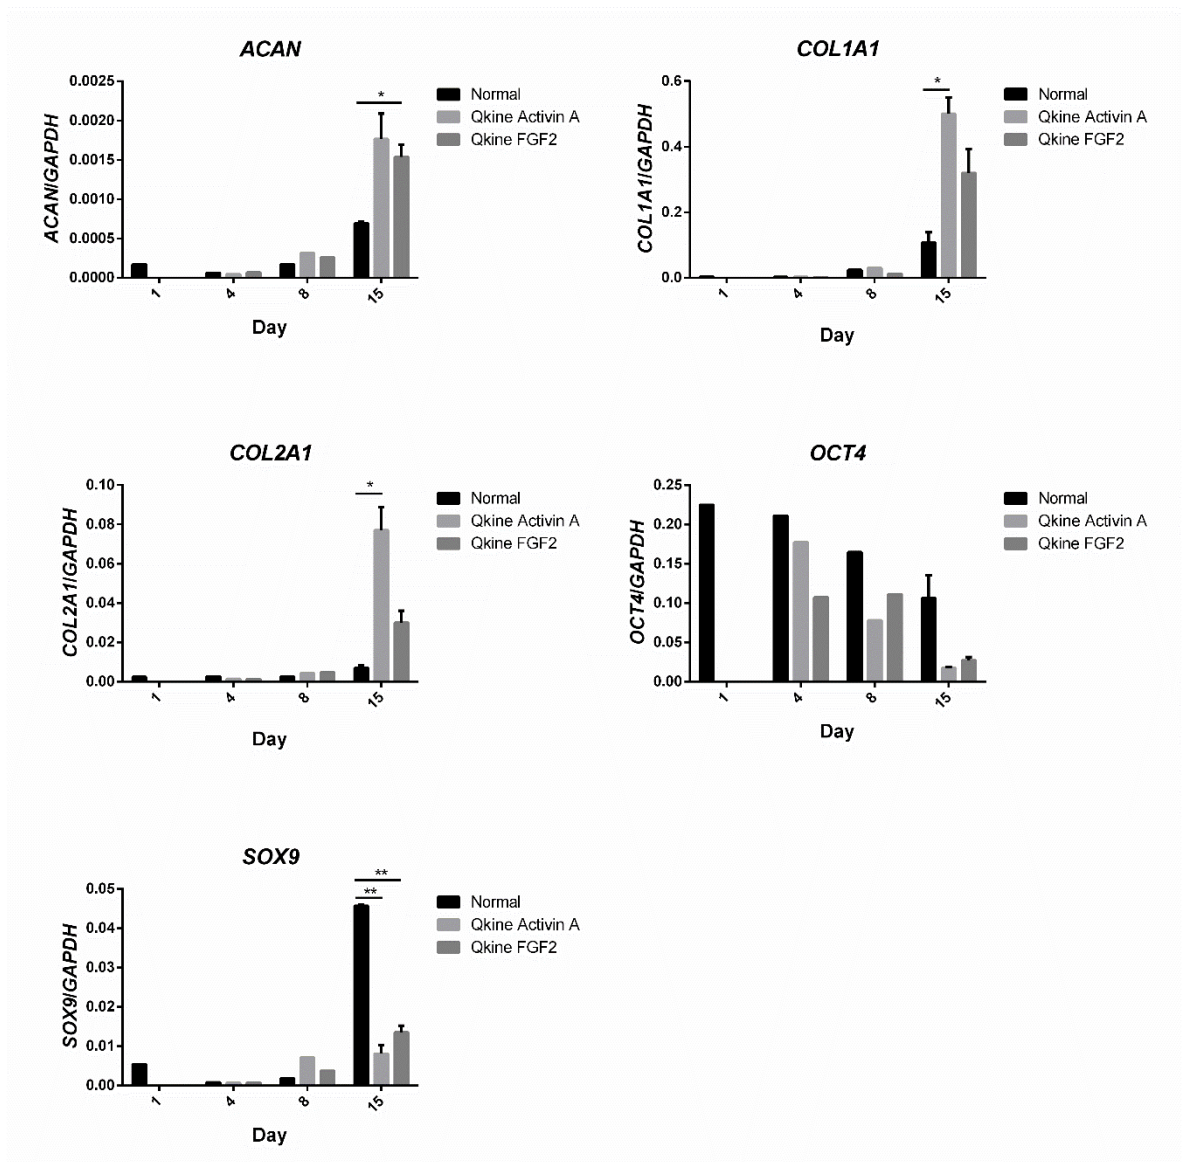 ACAN
ACAN/GAPDH
0.0025
0.0020
0.0015
0.0010
0.0005
0.0000
*
1 4 8 15
Day
Normal
Qkine Activin A
Qkine FGF2
COL1A1
COL1A1/GAPDH
0.6
0.4
0.2
0.0
*
1 4 8 15
Day
Normal
Qkine Activin A
Qkine FGF2
COL2A1
COL2A1/GAPDH
0.10
0.08
0.06
0.04
0.02
0.00
*
1 4 8 15
Day
Normal
Qkine Activin A
Qkine FGF2
OCT4
OCT4/GAPDH
0.25
0.20
0.15
0.10
0.05
0.00
1 4 8 15
Day
Normal
Qkine Activin A
Qkine FGF2
SOX9
SOX9/GAPDH
0.05
0.04
0.03
0.02
0.01
0.00
**
**
1 4 8 15
Day
Normal
Qkine Activin A
Qkine FGF2